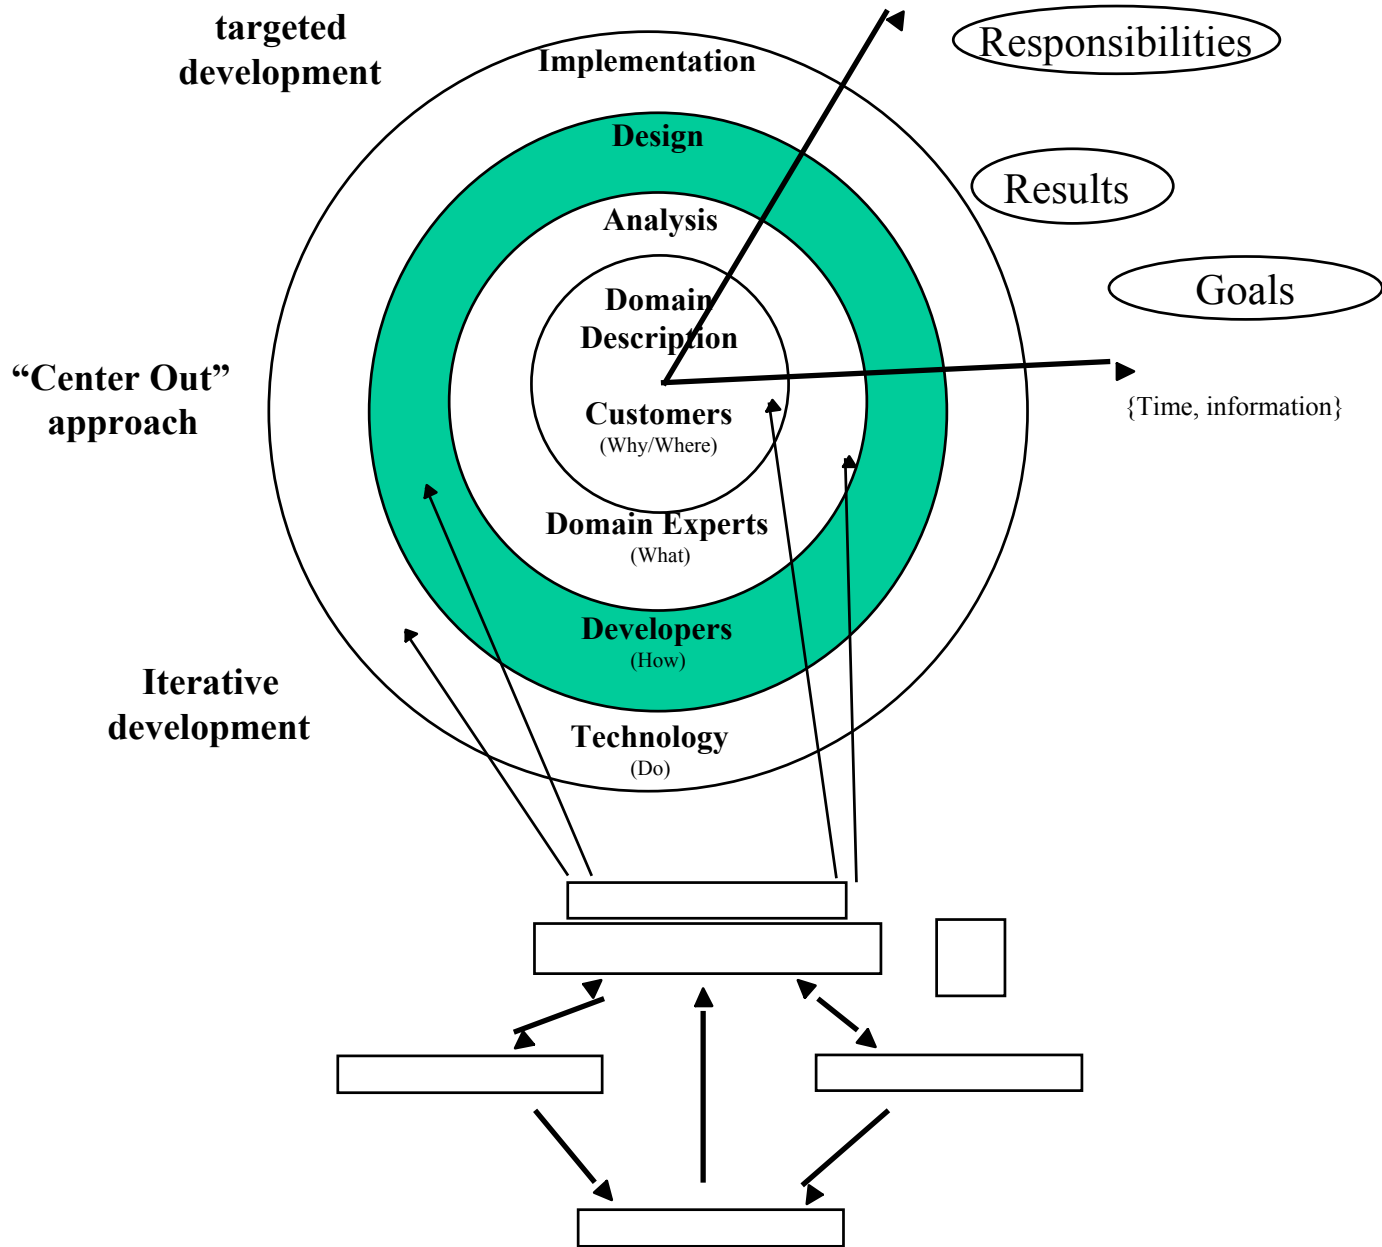 targeted
development
Implementation
Responsibilities
Design
Results
Analysis
Goals
Domain
Description
“Center Out”
approach
{Time, information}
Customers
(Why/Where)
Domain Experts
(What)
Developers
(How)
Iterative
development
Technology
(Do)